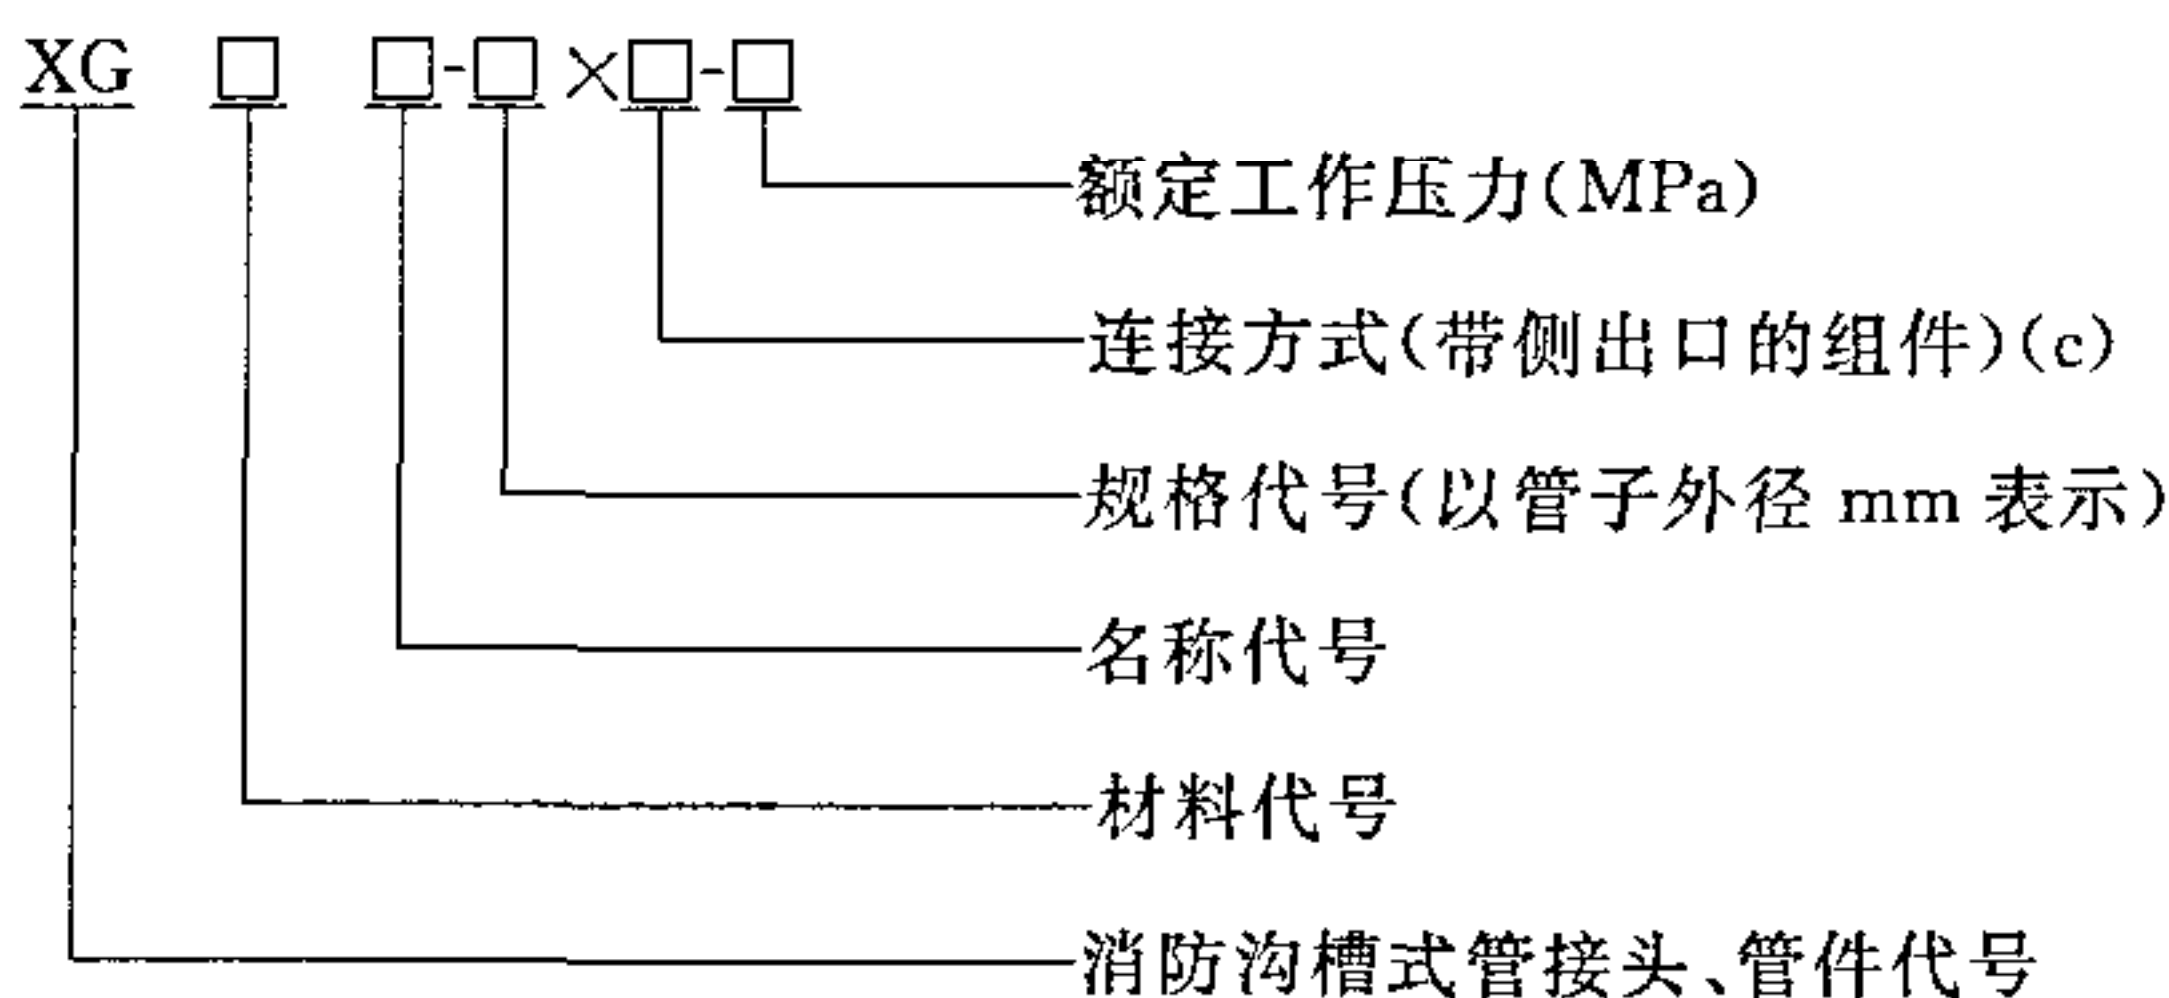 XG □ □-□×□-□
额定工作压力(MPa)
连接方式(带侧出口的组件)(c)
规格代号(以管子外径 mm 表示)
名称代号
材料代号
消防沟槽式管接头、管件代号